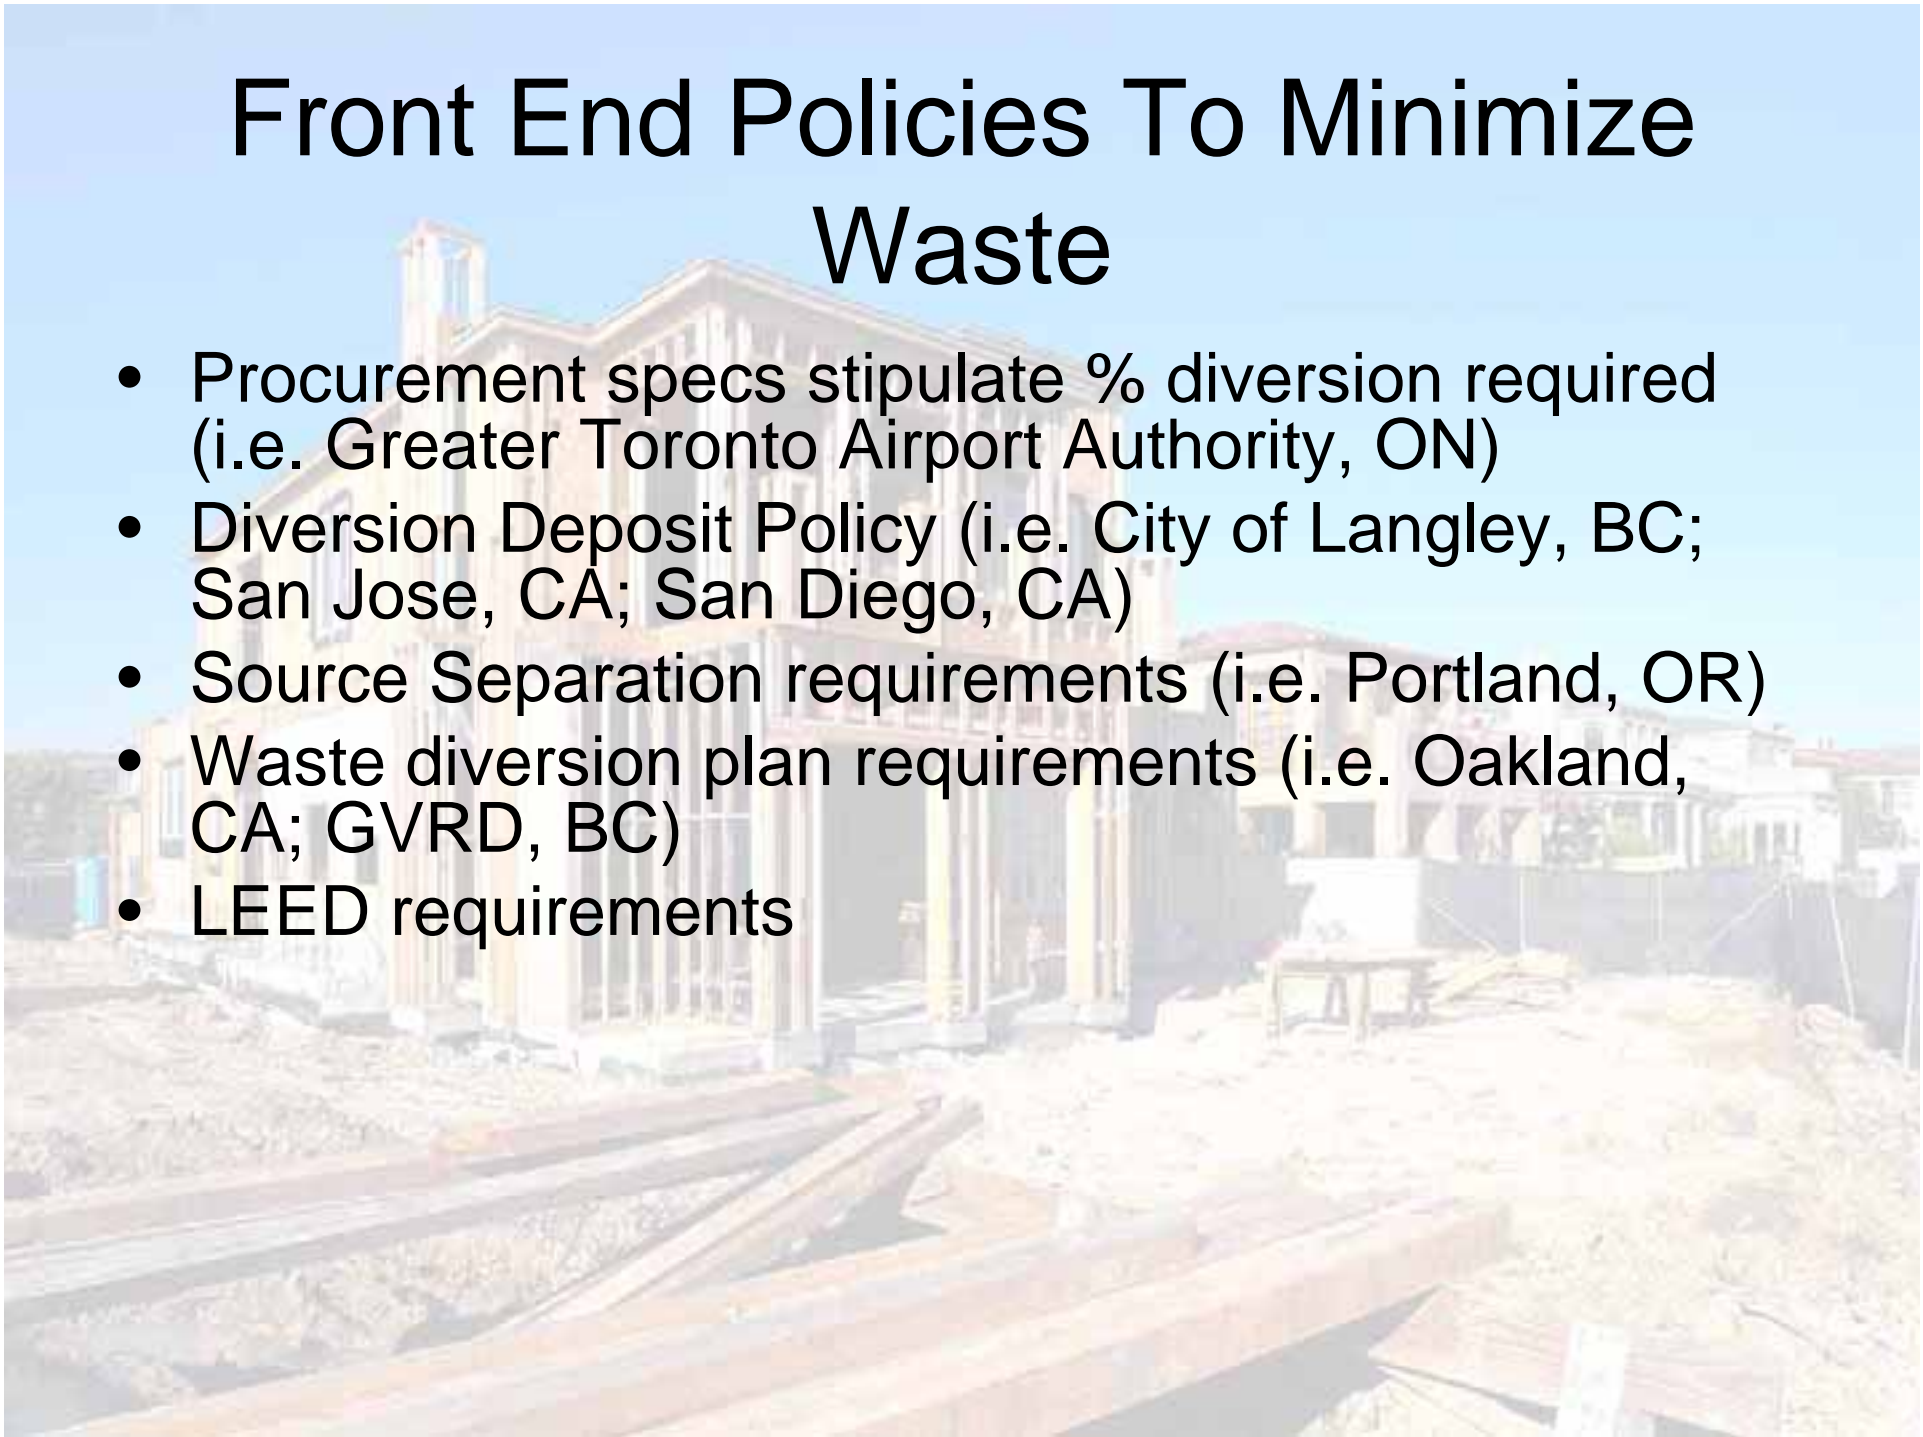 Front End Policies To Minimize
Waste
• Procurement specs stipulate % diversion required
(i.e. Greater Toronto Airport Authority, ON)
• Diversion Deposit Policy (i.e. City of Langley, BC;
San Jose, CA; San Diego, CA)
• Source Separation requirements (i.e. Portland, OR)
• Waste diversion plan requirements (i.e. Oakland,
CA; GVRD, BC)
• LEED requirements